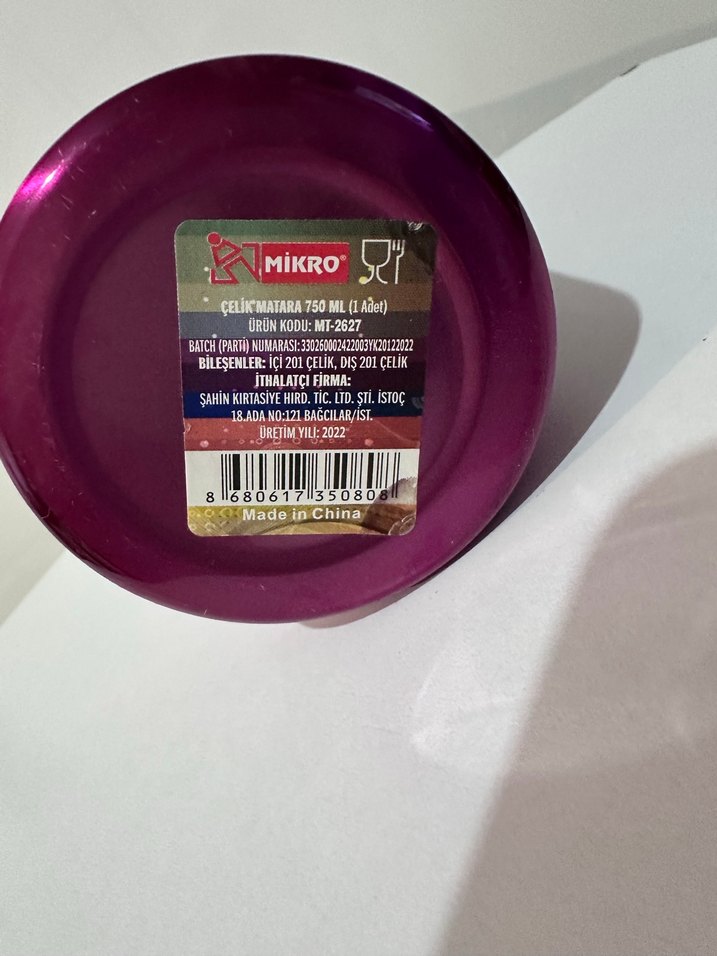 MİKRO®
ÇELİK MATARA 750 ML (1 Adet)
ÜRÜN KODU: MT-2627
BATCH (PARTİ) NUMARASI:330260002422003YK20122022
BİLEŞENLER: İÇİ 201 ÇELİK, DIŞ 201 ÇELİK
İTHALATÇI FİRMA:
ŞAHİN KIRTASİYE HIRD. TİC. LTD. ŞTİ. İSTOÇ
18.ADA NO:121 BAĞCILAR/İST.
ÜRETİM YILI: 2022
8 680617 350808
Made in China